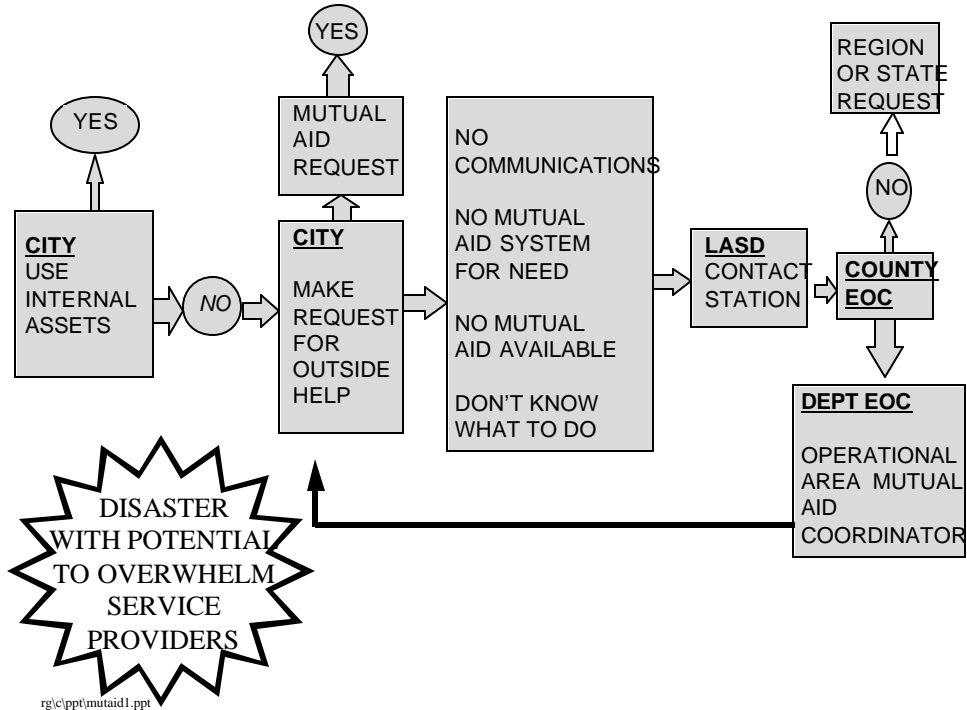 YES
CITY
USE
INTERNAL
ASSETS
NO
YES
MUTUAL
AID
REQUEST
CITY
MAKE
REQUEST
FOR
OUTSIDE
HELP
NO
COMMUNICATIONS
NO MUTUAL
AID SYSTEM
FOR NEED
NO MUTUAL
AID AVAILABLE
DON'T KNOW
WHAT TO DO
LASD
CONTACT
STATION
REGION
OR STATE
REQUEST
NO
COUNTY
EOC
DEPT EOC
OPERATIONAL
AREA MUTUAL
AID
COORDINATOR
DISASTER
WITH POTENTIAL
TO OVERWHELM
SERVICE
PROVIDERS
rg\c\ppt\mutaid1.ppt